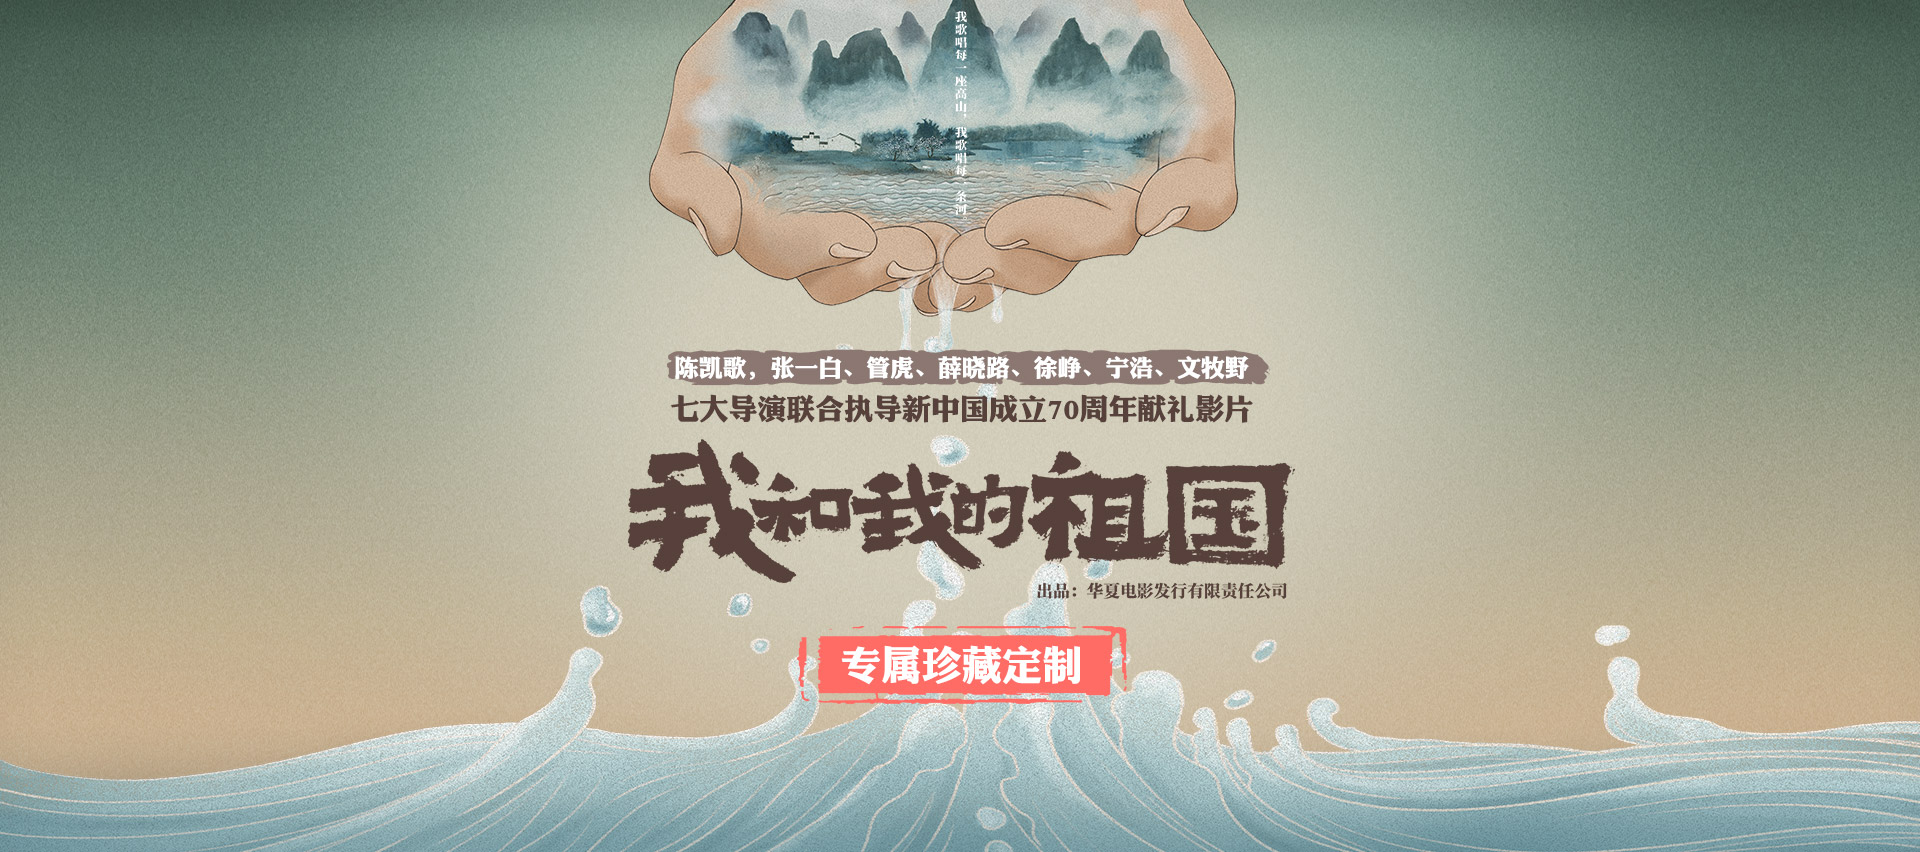 我歌唱每一座高山，我歌唱每一条河。
陈凯歌，张一白、管虎、薛晓路、徐峥、宁浩、文牧野
七大导演联合执导新中国成立70周年献礼影片
我和我的祖国
出品：华夏电影发行有限责任公司
专属珍藏定制